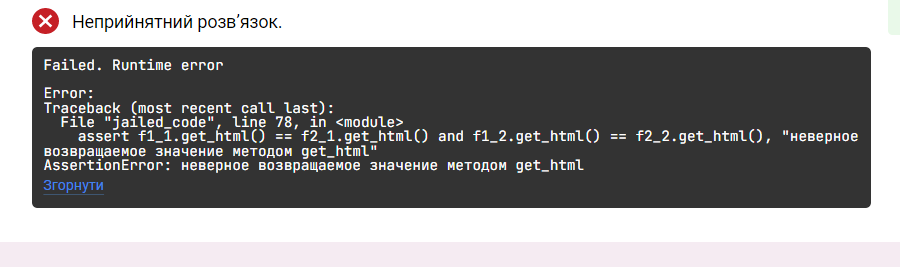 Неприйнятний розв’язок.
Failed. Runtime error
Error:
Traceback (most recent call last):
File "jailed_code", line 78, in <module>
assert f1_1.get_html() == f2_1.get_html() and f1_2.get_html() == f2_2.get_html(), "неверное
возвращаемое значение методом get_html"
AssertionError: неверное возвращаемое значение методом get_html
Згорнути